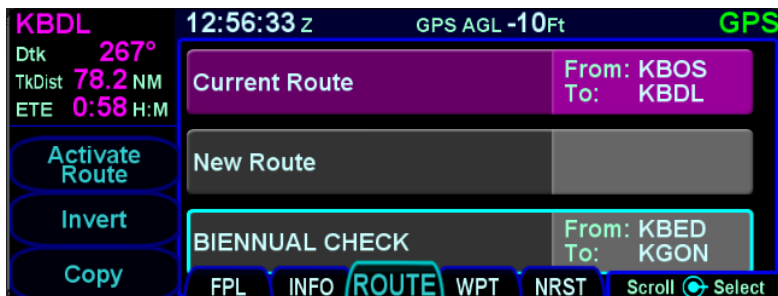 KBDL
Dtk 267°
TkDist 78.2 NM
ETE 0:58 H:M
Activate
Route
Invert
Copy
12:56:33 Z GPS AGL -10Ft GPS
Current Route
From: KBOS
To: KBDL
New Route
BIENNUAL CHECK
From: KBED
To: KGON
FPL INFO ROUTE WPT NRST Scroll Select